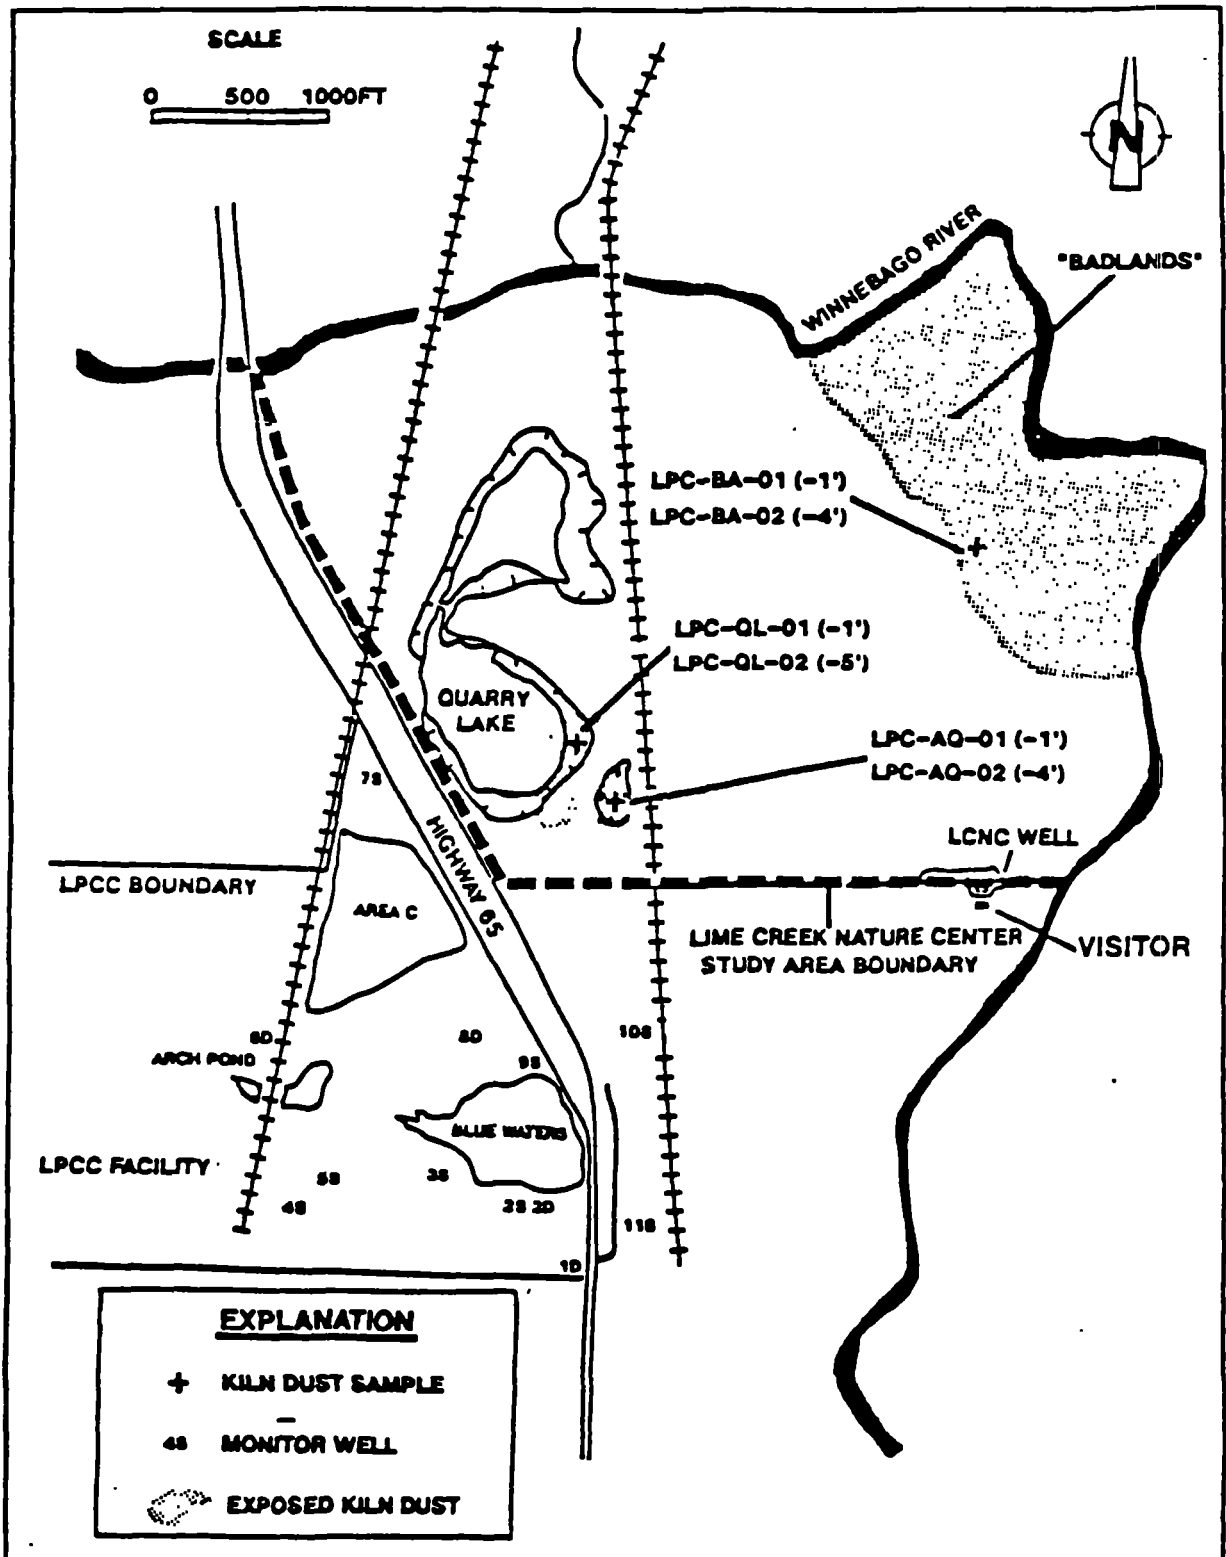 SCALE
0 500 1000FT
N
WINNEBAGO RIVER
"BADLANDS"
LPC-BA-01 (-1')
LPC-BA-02 (-4')
LPC-QL-01 (-1')
LPC-QL-02 (-5')
QUARRY
LAKE
LPC-AQ-01 (-1')
LPC-AQ-02 (-4')
7S
HIGHWAY 65
LCNC WELL
LPCC BOUNDARY
AREA C
LIME CREEK NATURE CENTER
STUDY AREA BOUNDARY
VISITOR
6D
8D
10S
ARCH POND
9S
BLUE WATERS
LPCC FACILITY
5S
3S
4S
2S 2D
11S
1D
EXPLANATION
+ KILN DUST SAMPLE
4S MONITOR WELL
EXPOSED KILN DUST